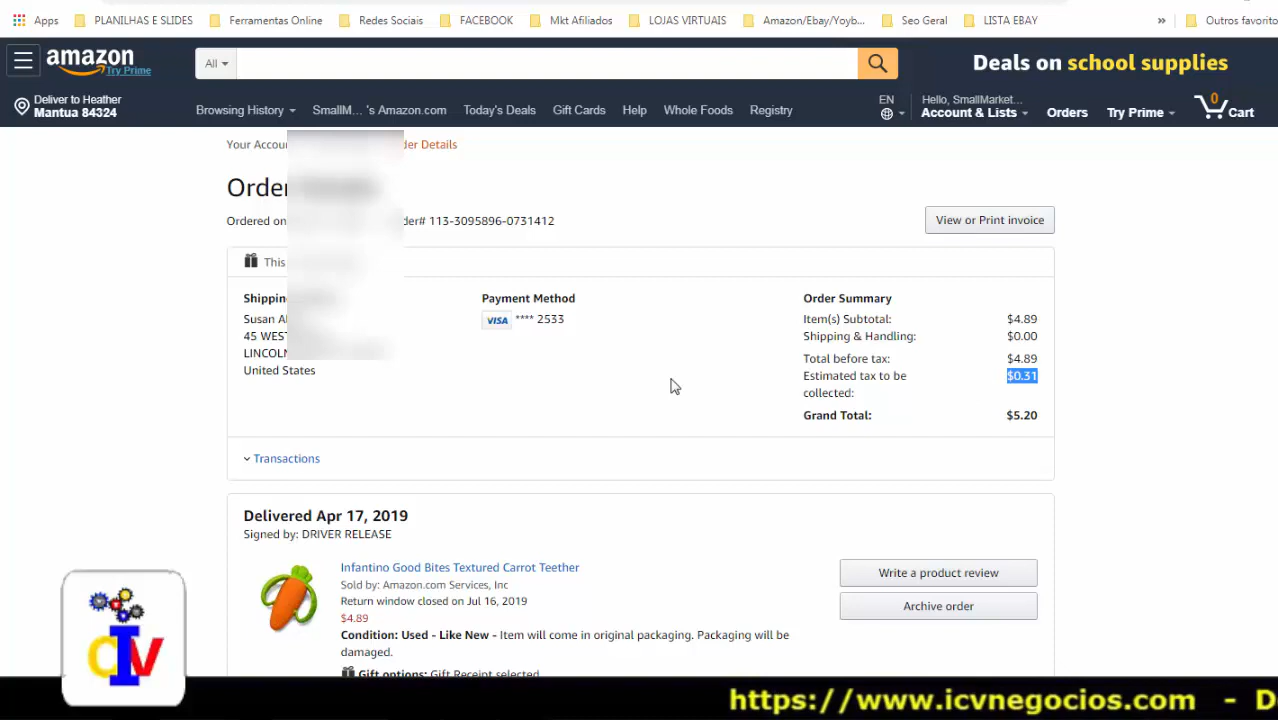 Apps PLANILHAS E SLIDES Ferramentas Online Redes Sociais FACEBOOK Mkt Afiliados LOJAS VIRTUAIS Amazon/Ebay/Yoyb... Seo Geral LISTA EBAY » Outros favorito
amazon
Try Prime
All
Deals on school supplies
Deliver to Heather
Mantua 84324
Browsing History SmallM... 's Amazon.com Today's Deals Gift Cards Help Whole Foods Registry
EN
Hello, SmallMarket...
Account & Lists
Orders
Try Prime
0
Cart
Your Accou der Details
Order
Ordered on der# 113-3095896-0731412
View or Print invoice
This
Shippin
Payment Method
Order Summary
Susan Al
VISA **** 2533
Item(s) Subtotal: $4.89
45 WEST
Shipping & Handling: $0.00
LINCOLN
Total before tax: $4.89
United States
Estimated tax to be $0.31
collected:
Grand Total: $5.20
Transactions
Delivered Apr 17, 2019
Signed by: DRIVER RELEASE
Infantino Good Bites Textured Carrot Teether
Sold by: Amazon.com Services, Inc
Return window closed on Jul 16, 2019
$4.89
Condition: Used - Like New - Item will come in original packaging. Packaging will be
damaged.
Gift options: Gift Receipt selected
Write a product review
Archive order
cIv
https://www.icvnegocios.com - D